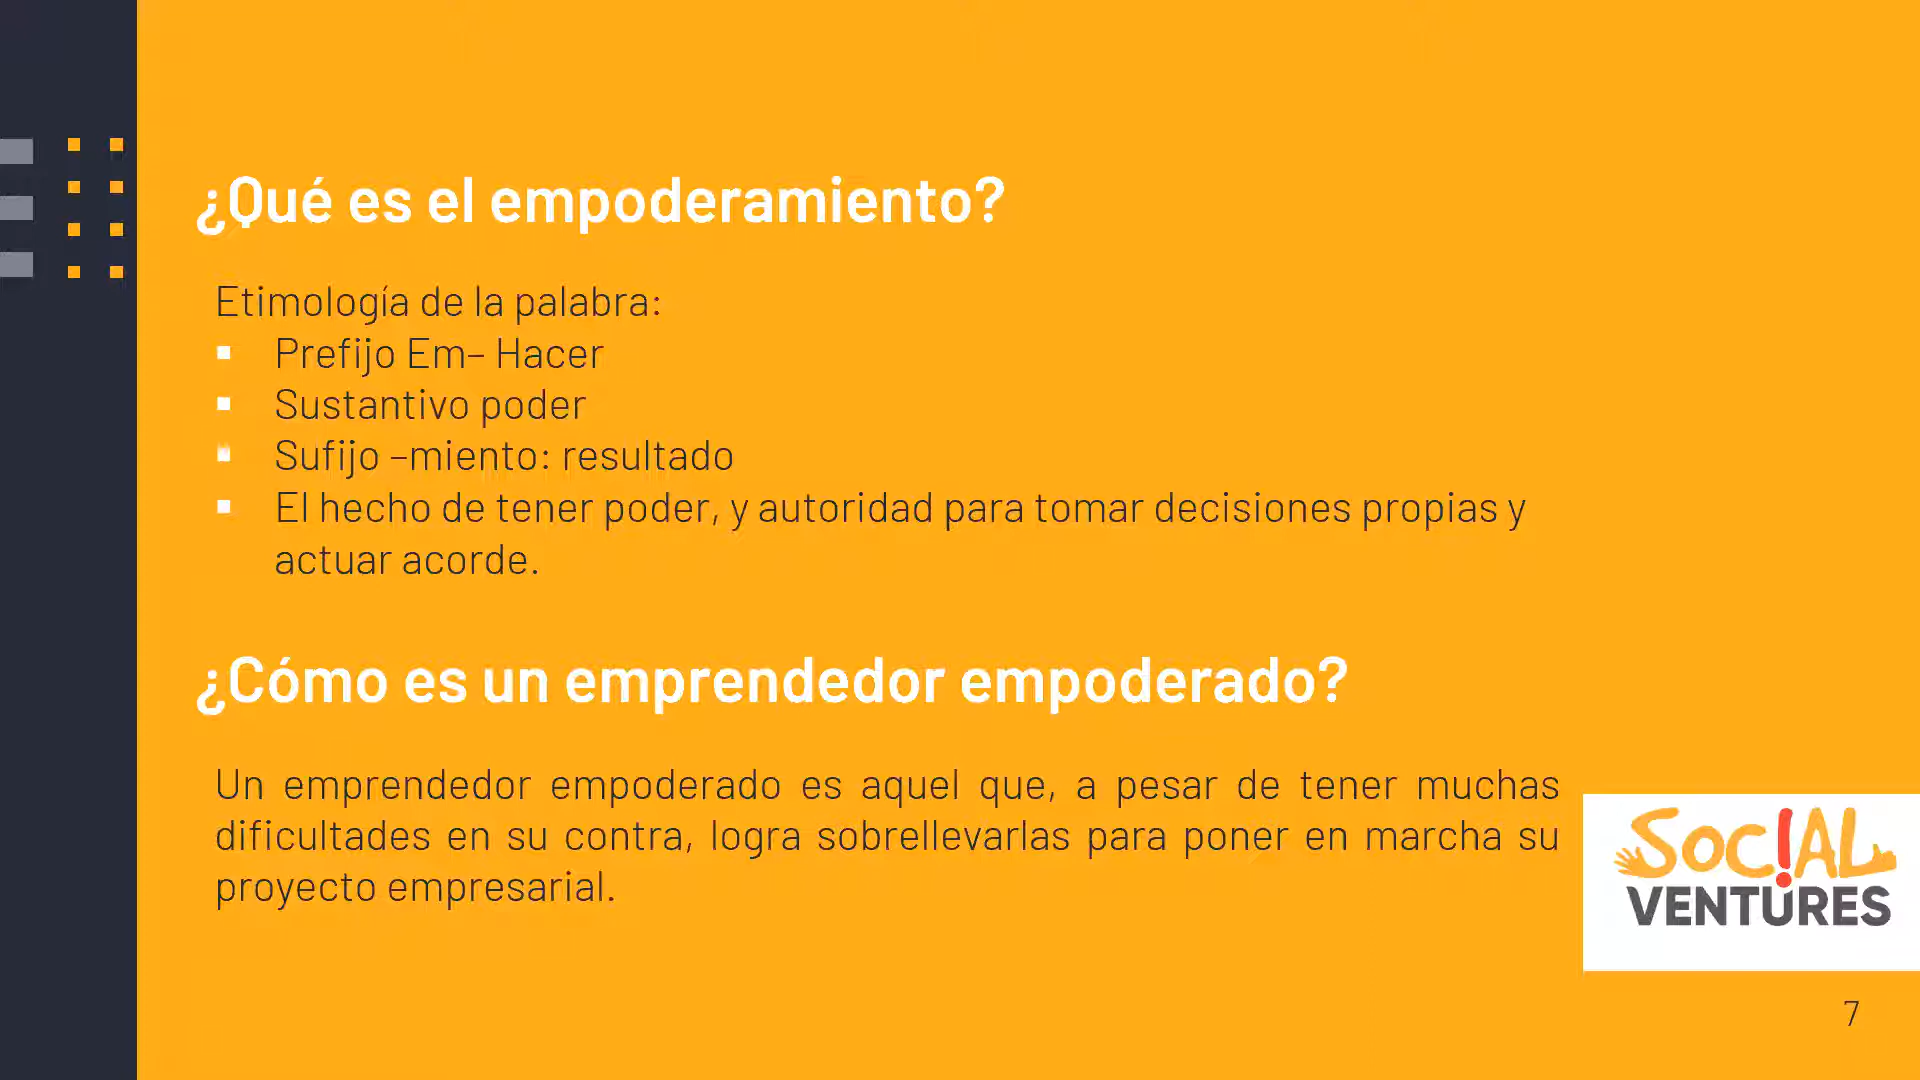 ¿Qué es el empoderamiento?
Etimología de la palabra:
▪ Prefijo Em– Hacer
▪ Sustantivo poder
▪ Sufijo –miento: resultado
▪ El hecho de tener poder, y autoridad para tomar decisiones propias y
actuar acorde.
¿Cómo es un emprendedor empoderado?
Un emprendedor empoderado es aquel que, a pesar de tener muchas
dificultades en su contra, logra sobrellevarlas para poner en marcha su
proyecto empresarial.
SOC!AL
VENTURES
7